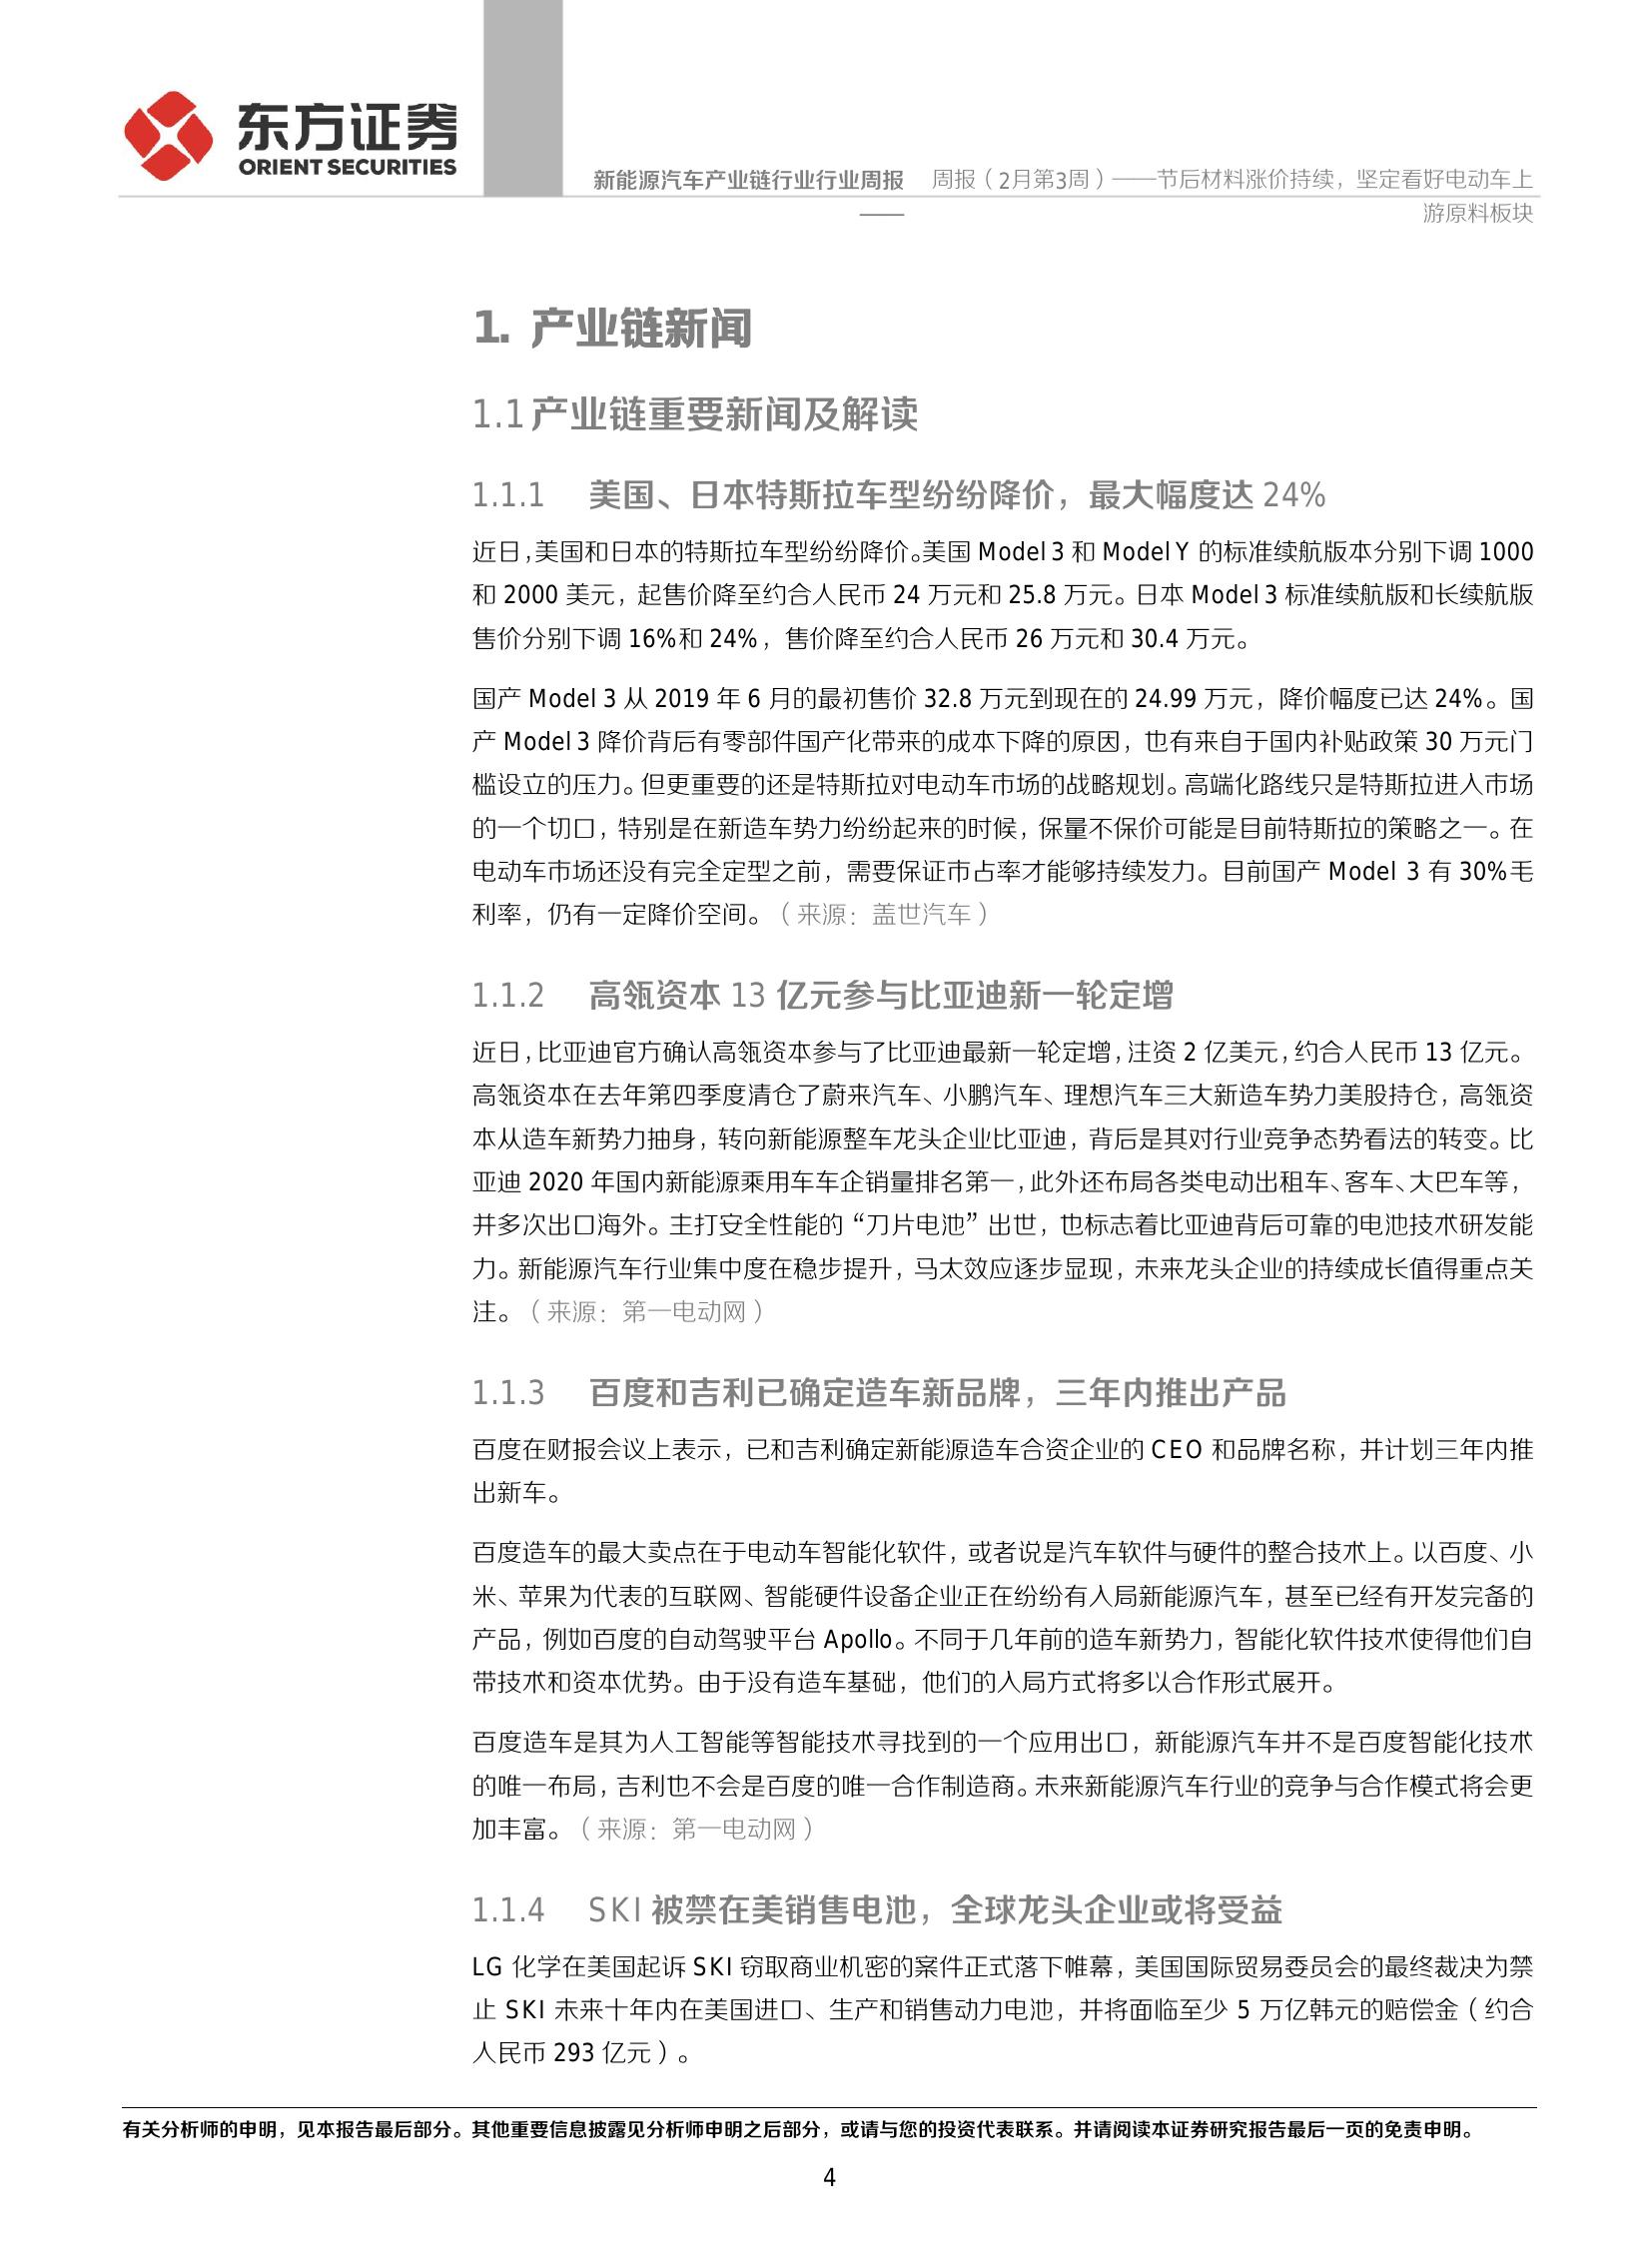 东方证券
ORIENT SECURITIES
新能源汽车产业链行业行业周报 周报（2月第3周）——节后材料涨价持续，坚定看好电动车上
—— 游原料板块
1. 产业链新闻
1.1产业链重要新闻及解读
1.1.1 美国、日本特斯拉车型纷纷降价，最大幅度达 24%
近日，美国和日本的特斯拉车型纷纷降价。美国 Model 3 和 Model Y 的标准续航版本分别下调 1000
和 2000 美元，起售价降至约合人民币 24 万元和 25.8 万元。日本 Model 3 标准续航版和长续航版
售价分别下调 16%和 24%，售价降至约合人民币 26 万元和 30.4 万元。
国产 Model 3 从 2019 年 6 月的最初售价 32.8 万元到现在的 24.99 万元，降价幅度已达 24%。国
产 Model 3 降价背后有零部件国产化带来的成本下降的原因，也有来自于国内补贴政策 30 万元门
槛设立的压力。但更重要的还是特斯拉对电动车市场的战略规划。高端化路线只是特斯拉进入市场
的一个切口，特别是在新造车势力纷纷起来的时候，保量不保价可能是目前特斯拉的策略之一。在
电动车市场还没有完全定型之前，需要保证市占率才能够持续发力。目前国产 Model 3 有 30%毛
利率，仍有一定降价空间。（来源：盖世汽车）
1.1.2 高瓴资本 13 亿元参与比亚迪新一轮定增
近日，比亚迪官方确认高瓴资本参与了比亚迪最新一轮定增，注资 2 亿美元，约合人民币 13 亿元。
高瓴资本在去年第四季度清仓了蔚来汽车、小鹏汽车、理想汽车三大新造车势力美股持仓，高瓴资
本从造车新势力抽身，转向新能源整车龙头企业比亚迪，背后是其对行业竞争态势看法的转变。比
亚迪 2020 年国内新能源乘用车车企销量排名第一，此外还布局各类电动出租车、客车、大巴车等，
并多次出口海外。主打安全性能的“刀片电池”出世，也标志着比亚迪背后可靠的电池技术研发能
力。新能源汽车行业集中度在稳步提升，马太效应逐步显现，未来龙头企业的持续成长值得重点关
注。（来源：第一电动网）
1.1.3 百度和吉利已确定造车新品牌，三年内推出产品
百度在财报会议上表示，已和吉利确定新能源造车合资企业的 CEO 和品牌名称，并计划三年内推
出新车。
百度造车的最大卖点在于电动车智能化软件，或者说是汽车软件与硬件的整合技术上。以百度、小
米、苹果为代表的互联网、智能硬件设备企业正在纷纷有入局新能源汽车，甚至已经有开发完备的
产品，例如百度的自动驾驶平台 Apollo。不同于几年前的造车新势力，智能化软件技术使得他们自
带技术和资本优势。由于没有造车基础，他们的入局方式将多以合作形式展开。
百度造车是其为人工智能等智能技术寻找到的一个应用出口，新能源汽车并不是百度智能化技术
的唯一布局，吉利也不会是百度的唯一合作制造商。未来新能源汽车行业的竞争与合作模式将会更
加丰富。（来源：第一电动网）
1.1.4 SKI 被禁在美销售电池，全球龙头企业或将受益
LG 化学在美国起诉 SKI 窃取商业机密的案件正式落下帷幕，美国国际贸易委员会的最终裁决为禁
止 SKI 未来十年内在美国进口、生产和销售动力电池，并将面临至少 5 万亿韩元的赔偿金（约合
人民币 293 亿元）。
有关分析师的申明，见本报告最后部分。其他重要信息披露见分析师申明之后部分，或请与您的投资代表联系。并请阅读本证券研究报告最后一页的免责申明。
4